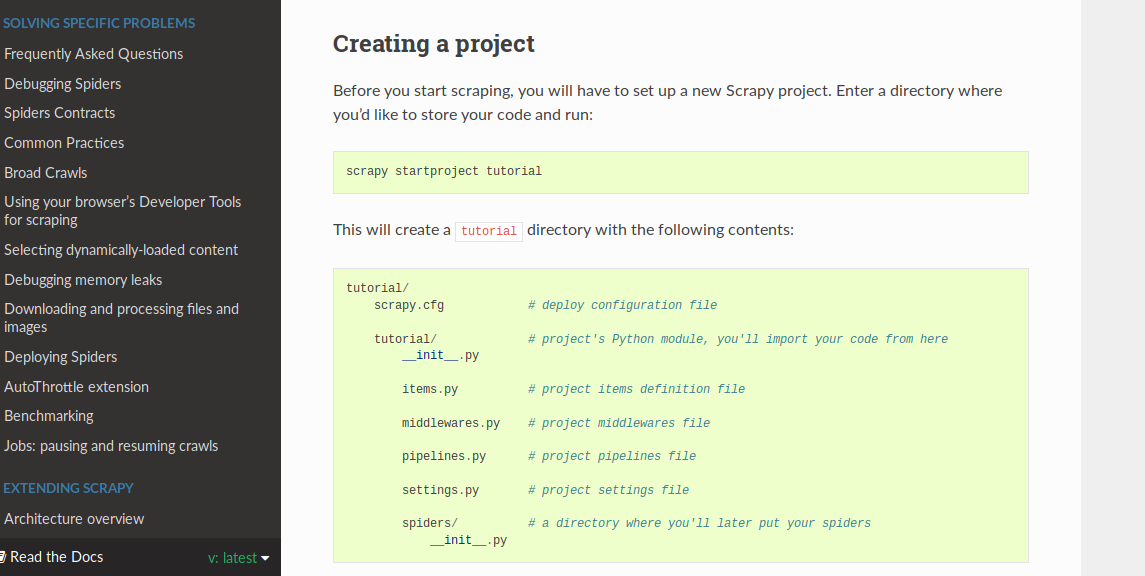 SOLVING SPECIFIC PROBLEMS
Frequently Asked Questions
Debugging Spiders
Spiders Contracts
Common Practices
Broad Crawls
Using your browser's Developer Tools
for scraping
Selecting dynamically-loaded content
Debugging memory leaks
Downloading and processing files and
images
Deploying Spiders
AutoThrottle extension
Benchmarking
Jobs: pausing and resuming crawls
EXTENDING SCRAPY
Architecture overview
Read the Docs
v: latest
Creating a project
Before you start scraping, you will have to set up a new Scrapy project. Enter a directory where
you’d like to store your code and run:
scrapy startproject tutorial
This will create a tutorial directory with the following contents:
tutorial/
    scrapy.cfg            # deploy configuration file
    tutorial/             # project's Python module, you'll import your code from here
        __init__.py
        items.py          # project items definition file
        middlewares.py    # project middlewares file
        pipelines.py      # project pipelines file
        settings.py       # project settings file
        spiders/          # a directory where you'll later put your spiders
            __init__.py